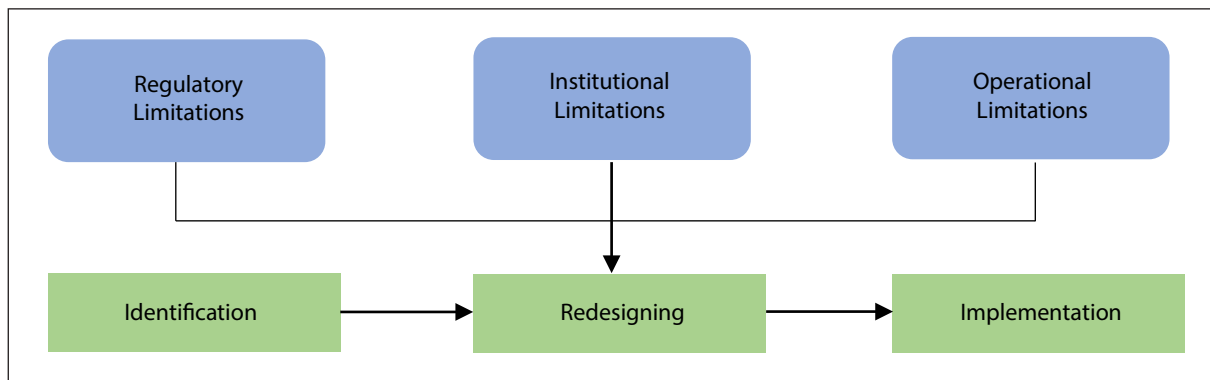 Regulatory
Limitations
Institutional
Limitations
Operational
Limitations
Identification
Redesigning
Implementation